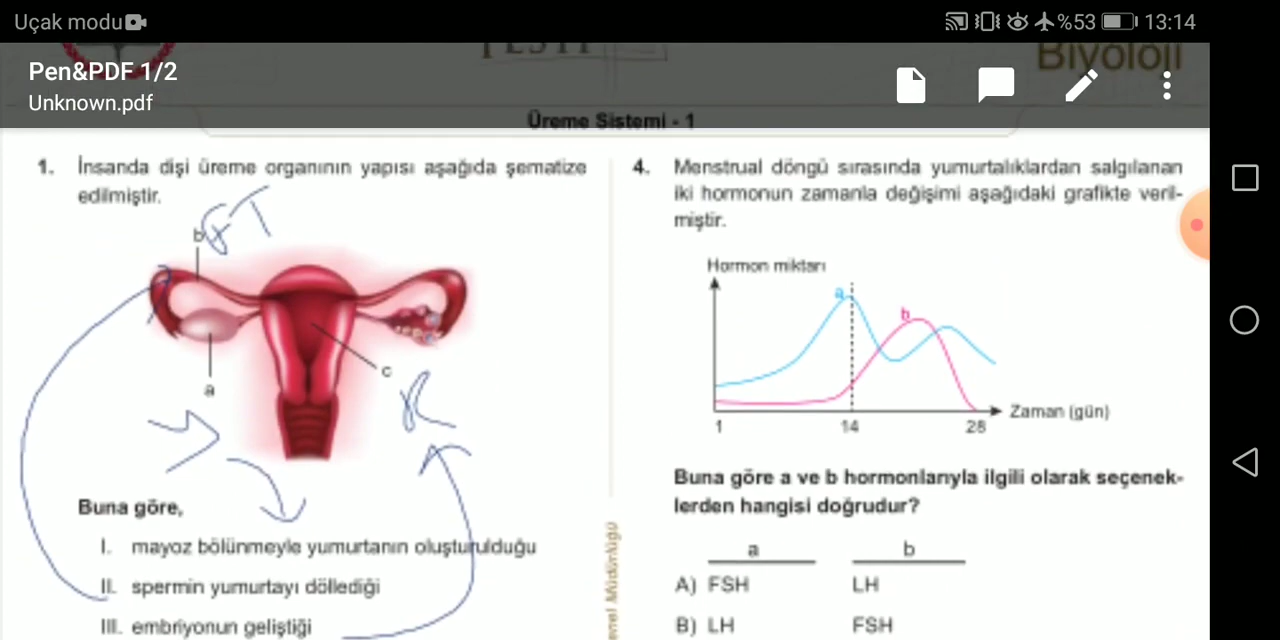 Uçak modu
%53
13:14
TESTİ
Biyoloji
Pen&PDF 1/2
Unknown.pdf
Üreme Sistemi - 1
1. İnsanda dişi üreme organının yapısı aşağıda şematize
edilmiştir.
b
a
c
Buna göre,
I. mayoz bölünmeyle yumurtanın oluşturulduğu
II. spermin yumurtayı döllediği
III. embriyonun geliştiği
4. Menstrual döngü sırasında yumurtalıklardan salgılanan
iki hormonun zamanla değişimi aşağıdaki grafikte veril-
miştir.
Hormon miktarı
a
b
Zaman (gün)
1
14
28
Buna göre a ve b hormonlarıyla ilgili olarak seçenek-
lerden hangisi doğrudur?
a b
A) FSH LH
B) LH FSH
Müdürlüğü